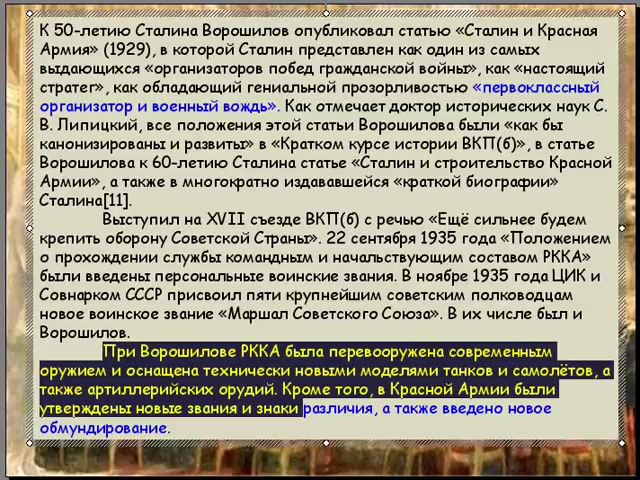 К 50-летию Сталина Ворошилов опубликовал статью «Сталин и Красная
Армия» (1929), в которой Сталин представлен как один из самых
выдающихся «организаторов побед гражданской войны», как «настоящий
стратег», как обладающий гениальной прозорливостью «первоклассный
организатор и военный вождь». Как отмечает доктор исторических наук С.
В. Липицкий, все положения этой статьи Ворошилова были «как бы
канонизированы и развиты» в «Кратком курсе истории ВКП(б)», в статье
Ворошилова к 60-летию Сталина статье «Сталин и строительство Красной
Армии», а также в многократно издававшейся «краткой биографии»
Сталина[11].
Выступил на XVII съезде ВКП(б) с речью «Ещё сильнее будем
крепить оборону Советской Страны». 22 сентября 1935 года «Положением
о прохождении службы командным и начальствующим составом РККА»
были введены персональные воинские звания. В ноябре 1935 года ЦИК и
Совнарком СССР присвоил пяти крупнейшим советским полководцам
новое воинское звание «Маршал Советского Союза». В их числе был и
Ворошилов.
При Ворошилове РККА была перевооружена современным
оружием и оснащена технически новыми моделями танков и самолётов, а
также артиллерийских орудий. Кроме того, в Красной Армии были
утверждены новые звания и знаки различия, а также введено новое
обмундирование.